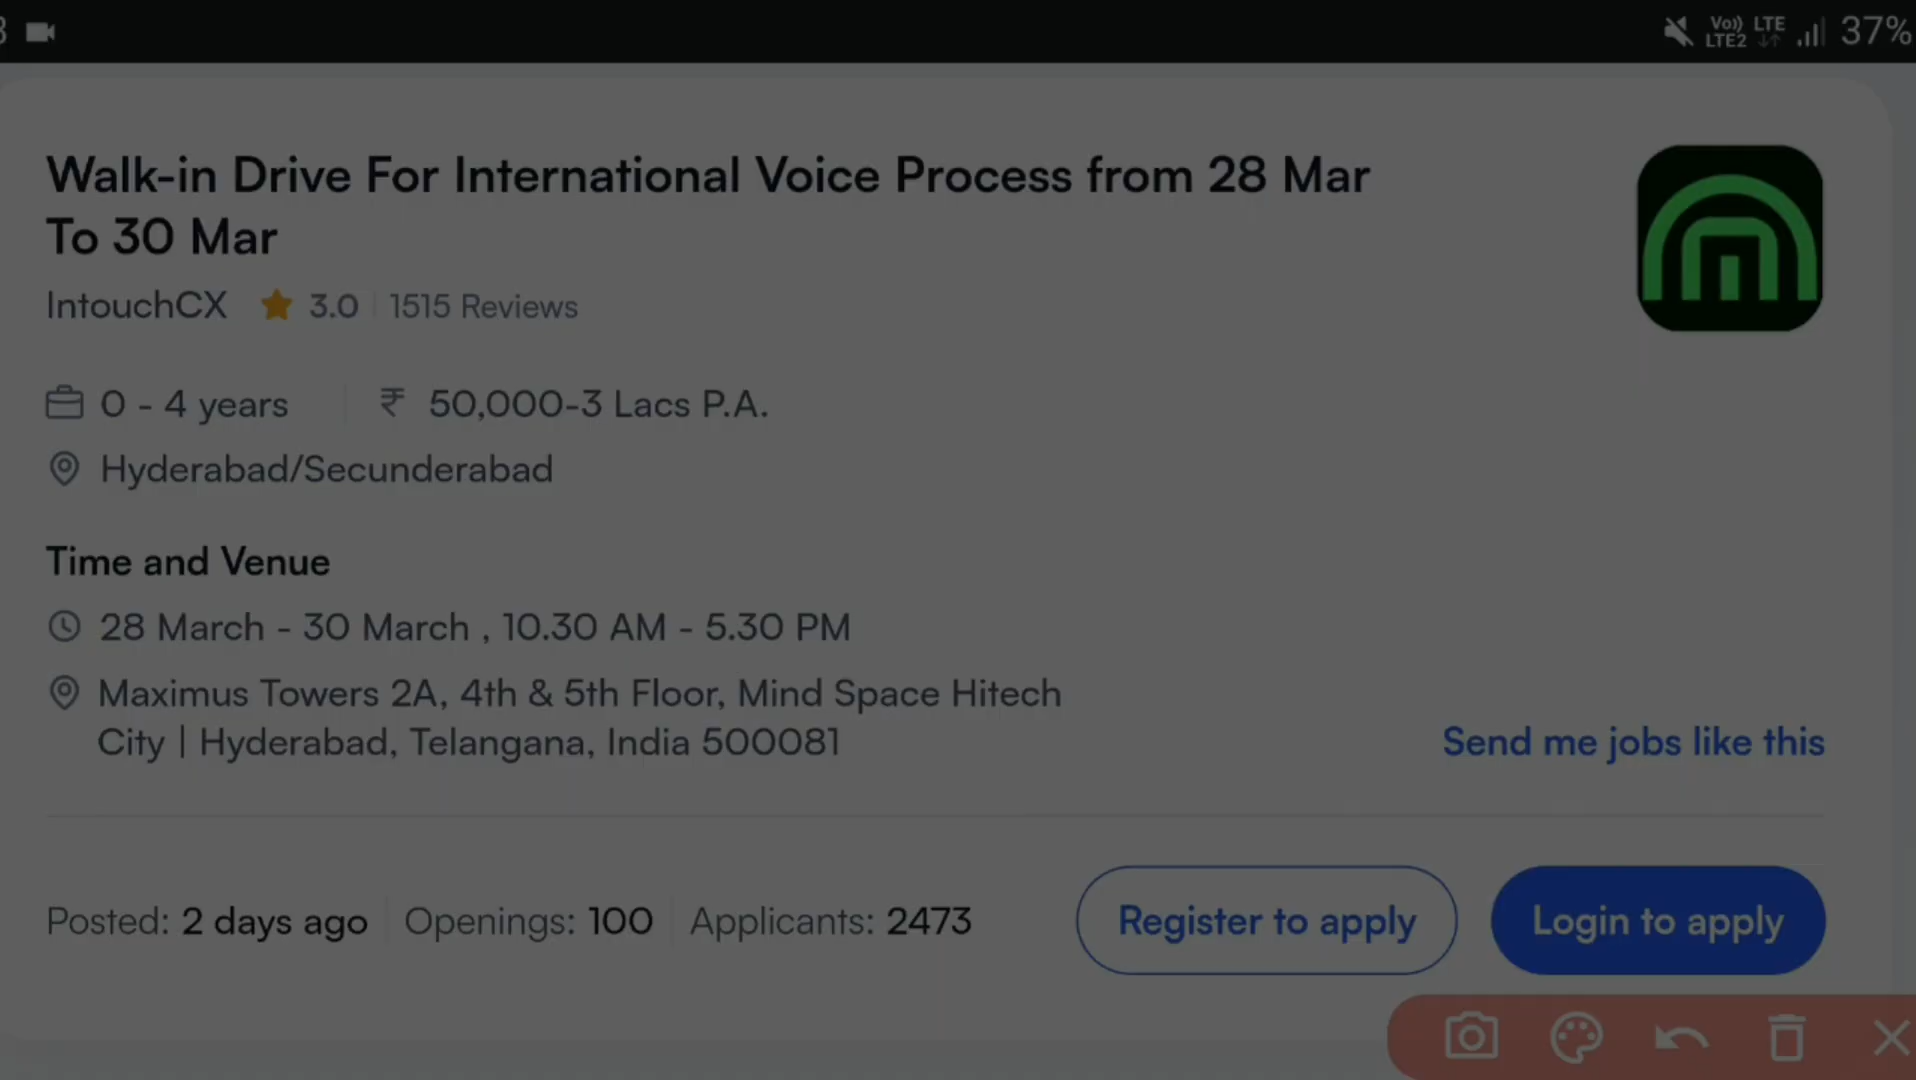 Vo)) LTE
LTE2
37%
Walk-in Drive For International Voice Process from 28 Mar
To 30 Mar
IntouchCX 3.0 1515 Reviews
0 - 4 years ₹ 50,000-3 Lacs P.A.
Hyderabad/Secunderabad
Time and Venue
28 March - 30 March , 10.30 AM - 5.30 PM
Maximus Towers 2A, 4th & 5th Floor, Mind Space Hitech
City | Hyderabad, Telangana, India 500081
Send me jobs like this
Posted: 2 days ago Openings: 100 Applicants: 2473 Register to apply Login to apply